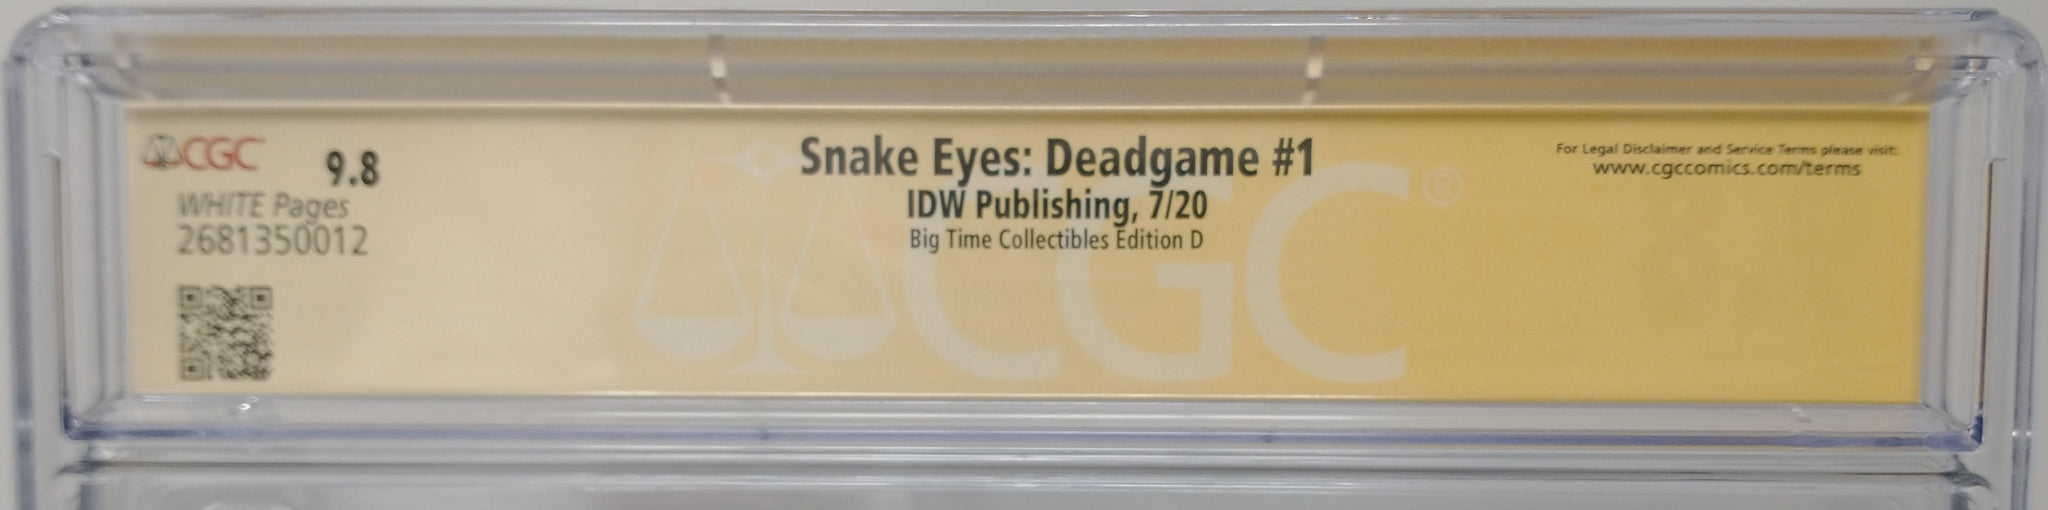 CGC 9.8
WHITE Pages
2681350012
Snake Eyes: Deadgame #1
IDW Publishing, 7/20
Big Time Collectibles Edition D
For Legal Disclaimer and Service Terms please visit:
www.cgccomics.com/terms
CGC®